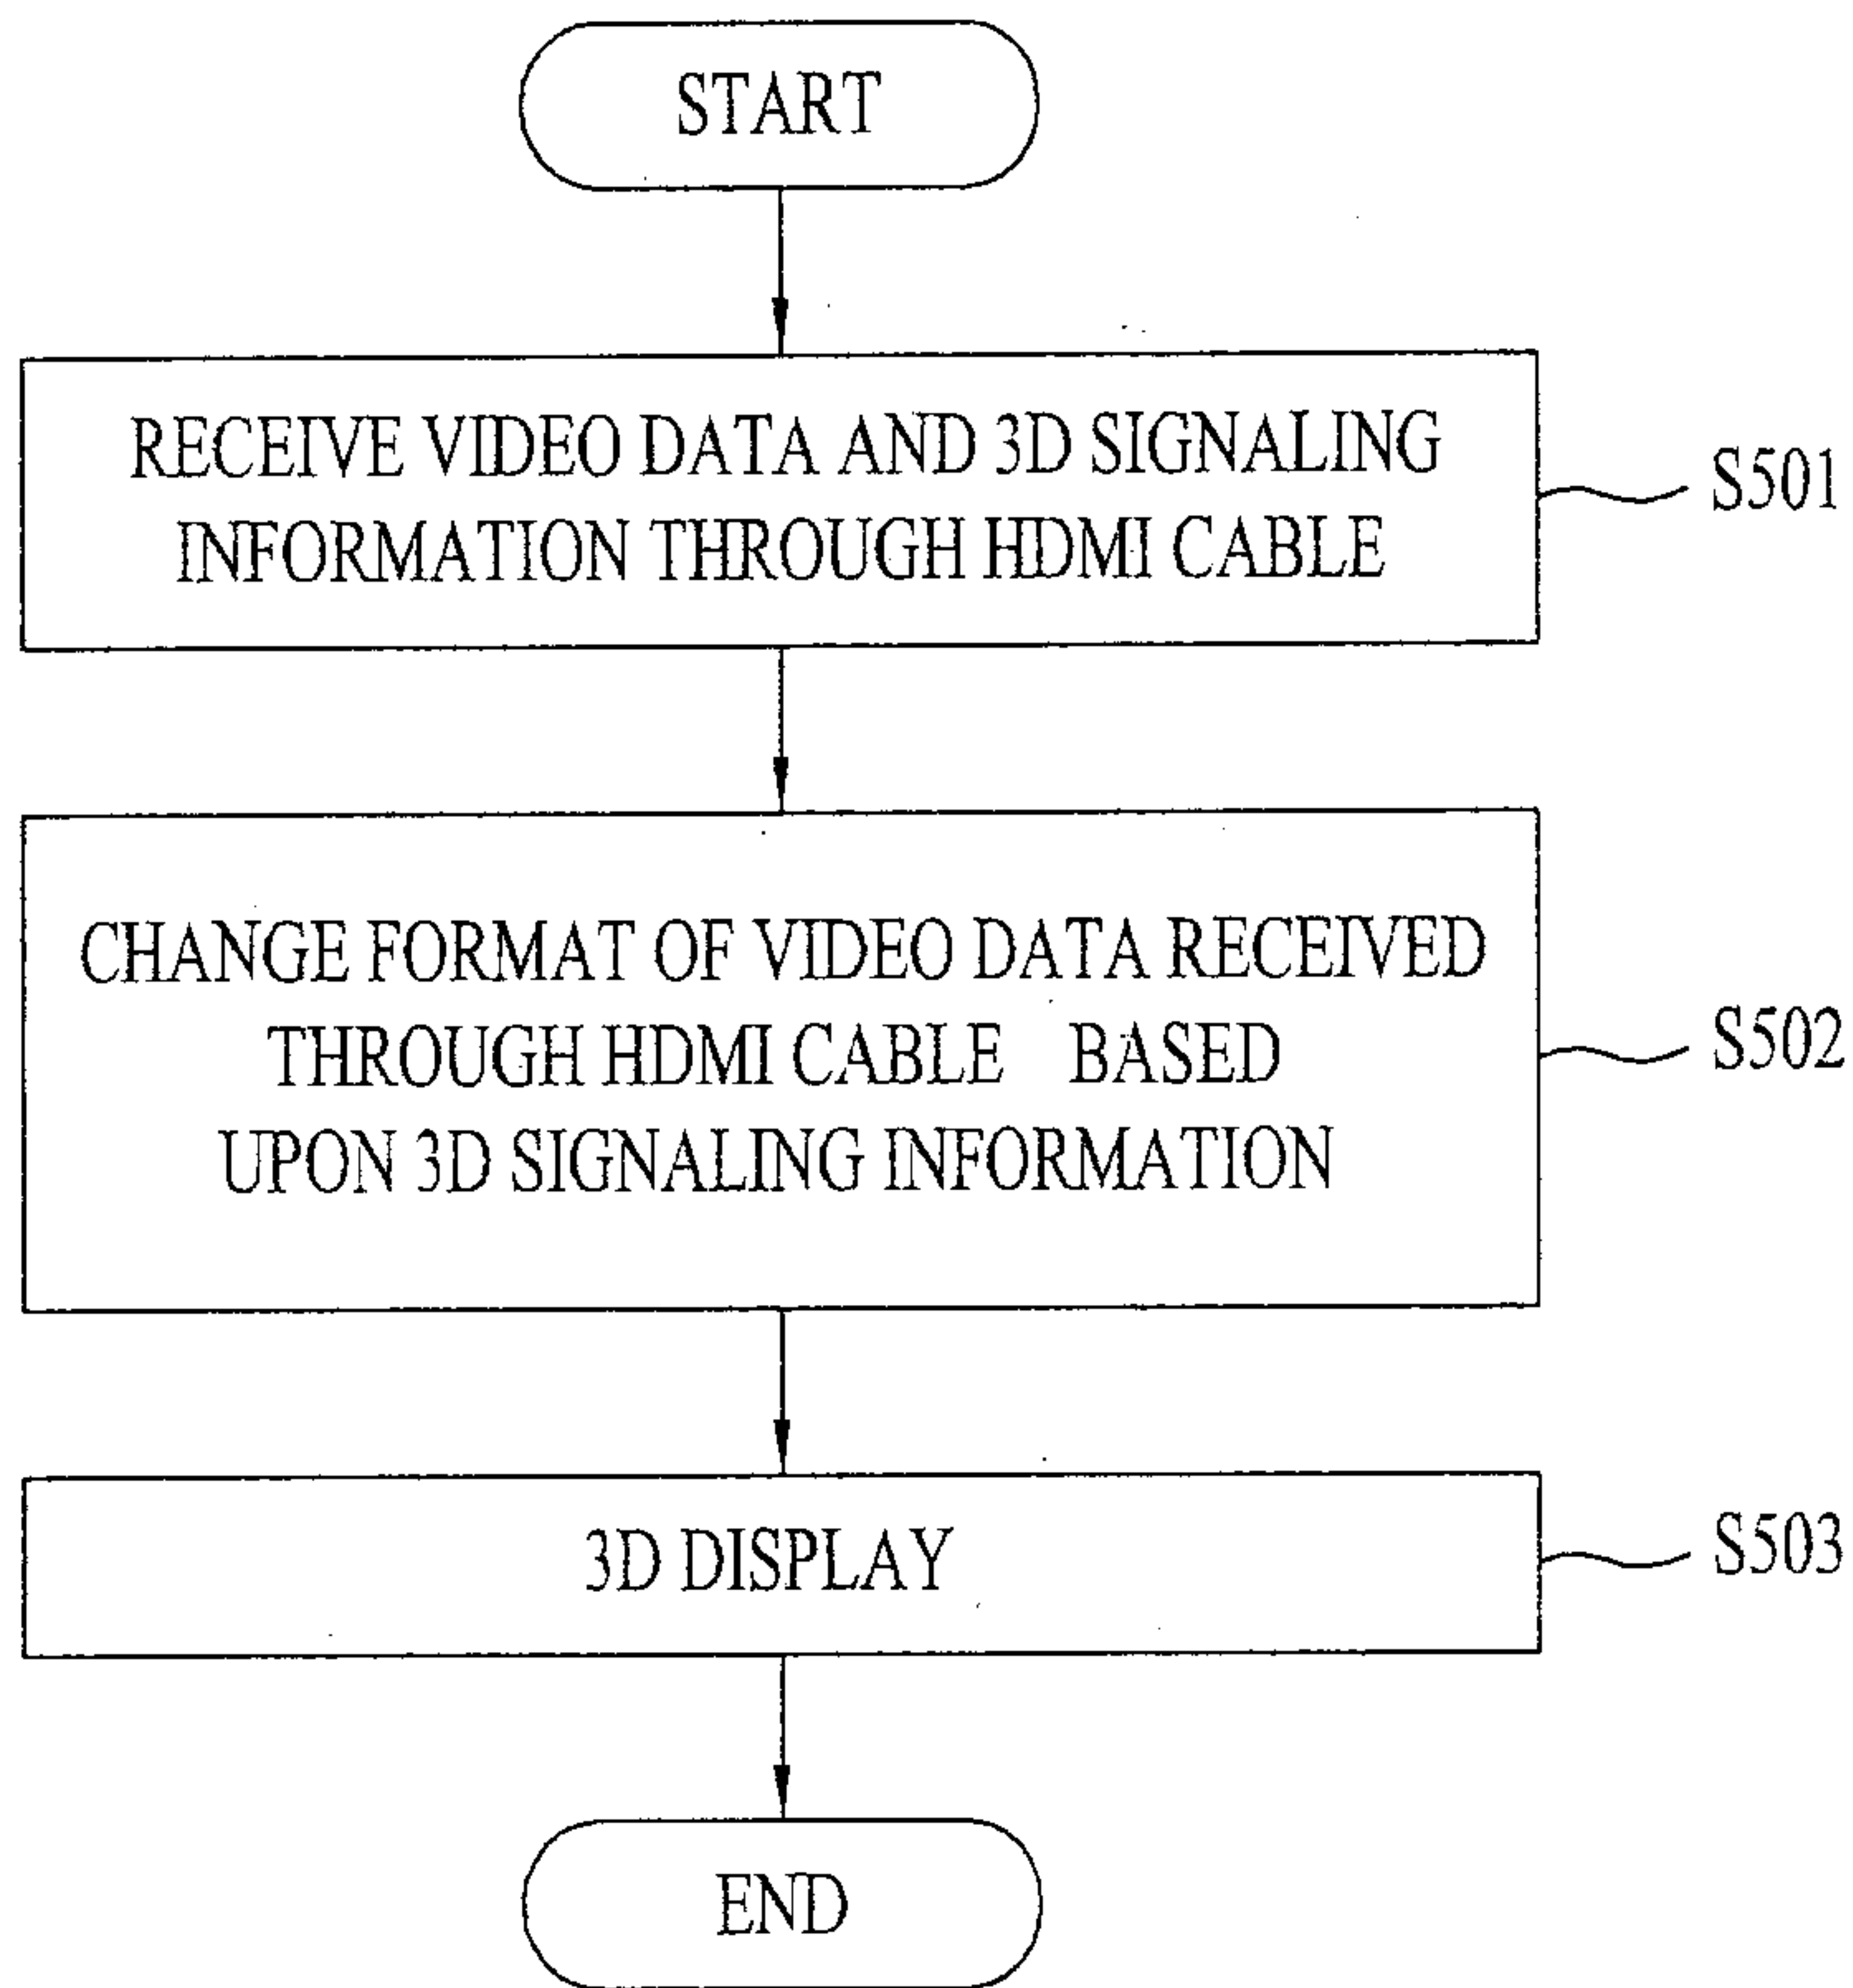 START
RECEIVE VIDEO DATA AND 3D SIGNALING
INFORMATION THROUGH HDMI CABLE
S501
CHANGE FORMAT OF VIDEO DATA RECEIVED
THROUGH HDMI CABLE BASED
UPON 3D SIGNALING INFORMATION
S502
3D DISPLAY
S503
END